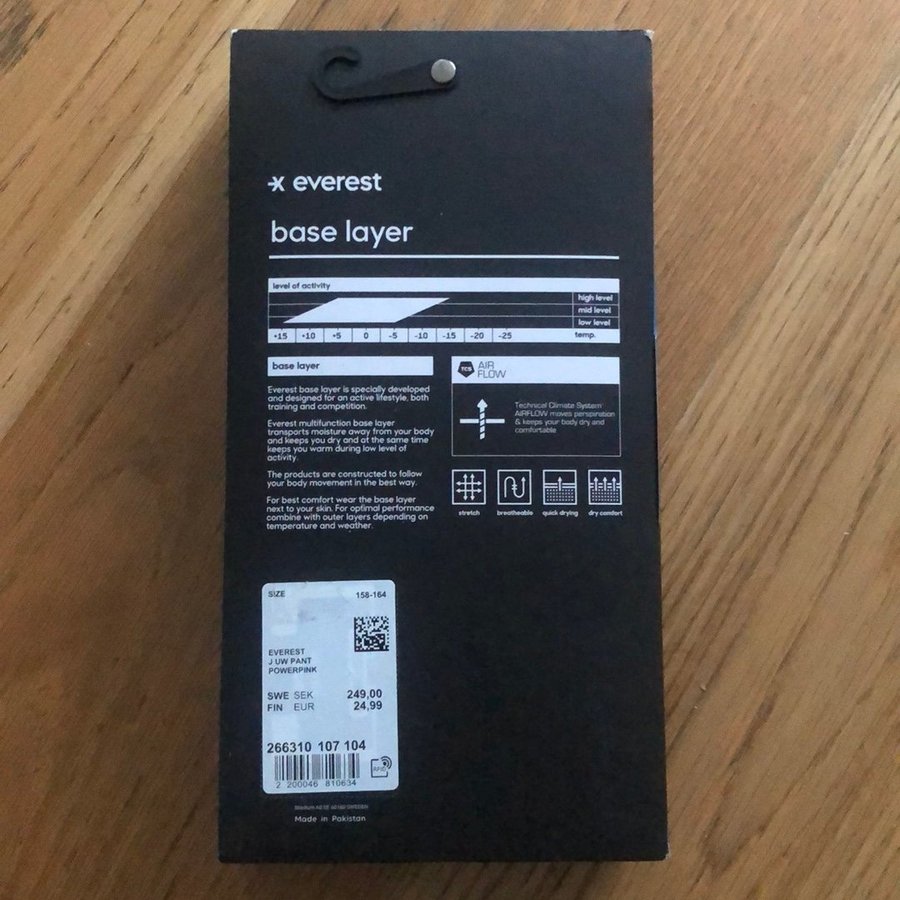 everest
base layer
level of activity
high level
mid level
low level
+15 +10 +5 0 -5 -10 -15 -20 -25 temp.
base layer
Everest base layer is specially developed
and designed for an active lifestyle, both
training and competition.
Everest multifunction base layer
transports moisture away from your body
and keeps you dry and at the same time
keeps you warm during low level of
activity.
The products are constructed to follow
your body movement in the best way.
For best comfort wear the base layer
next to your skin. For optimal performance
combine with outer layers depending on
temperature and weather.
TCS AIR
FLOW
Technical Climate System
AIRFLOW moves perspiration
& keeps your body dry and
comfortable
stretch breatheable quick drying dry comfort
SIZE 158-164
EVEREST
J UW PANT
POWERPINK
SWE SEK 249,00
FIN EUR 24,99
266310 107 104
RFID
2 200046 810634
Made in Pakistan